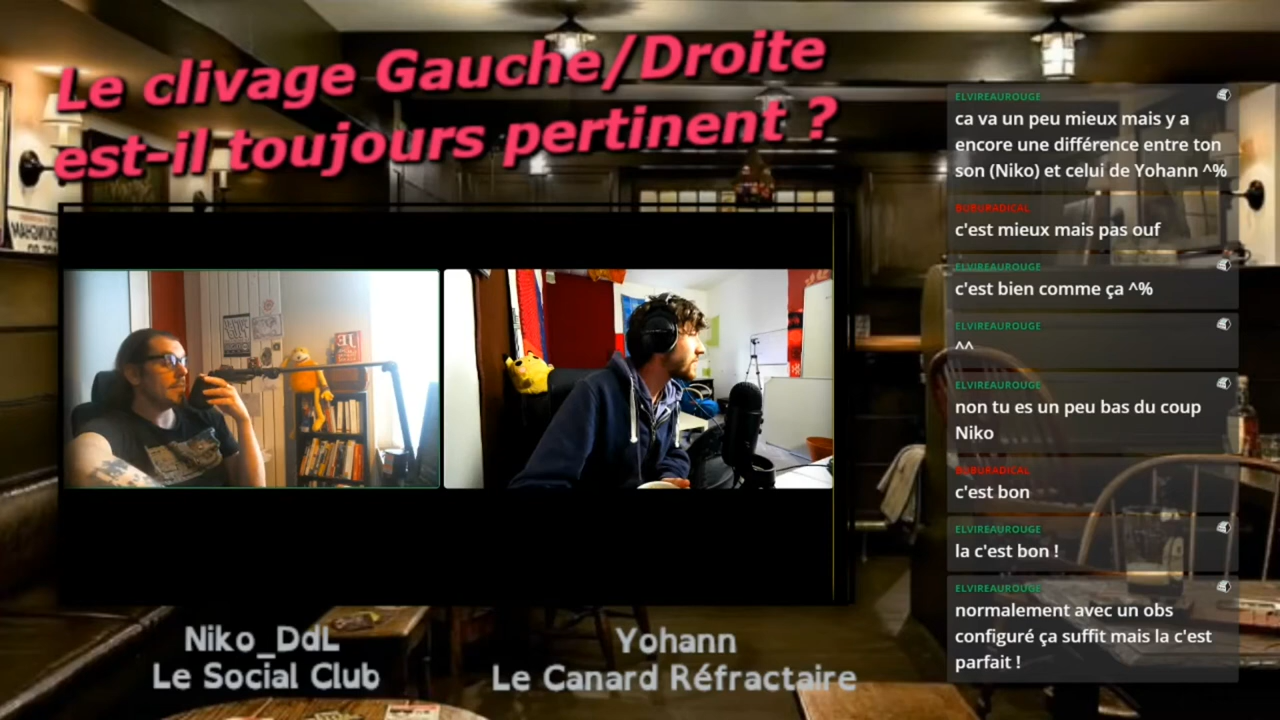 Le clivage Gauche/Droite
est-il toujours pertinent ?
Niko_DdL
Le Social Club
Yohann
Le Canard Réfractaire
ELVIREAUROUGE
ca va un peu mieux mais y a
encore une différence entre ton
son (Niko) et celui de Yohann ^%
BUBURADICAL
c'est mieux mais pas ouf
ELVIREAUROUGE
c'est bien comme ça ^%
ELVIREAUROUGE
^^
ELVIREAUROUGE
non tu es un peu bas du coup
Niko
BUBURADICAL
c'est bon
ELVIREAUROUGE
la c'est bon !
ELVIREAUROUGE
normalement avec un obs
configuré ça suffit mais la c'est
parfait !